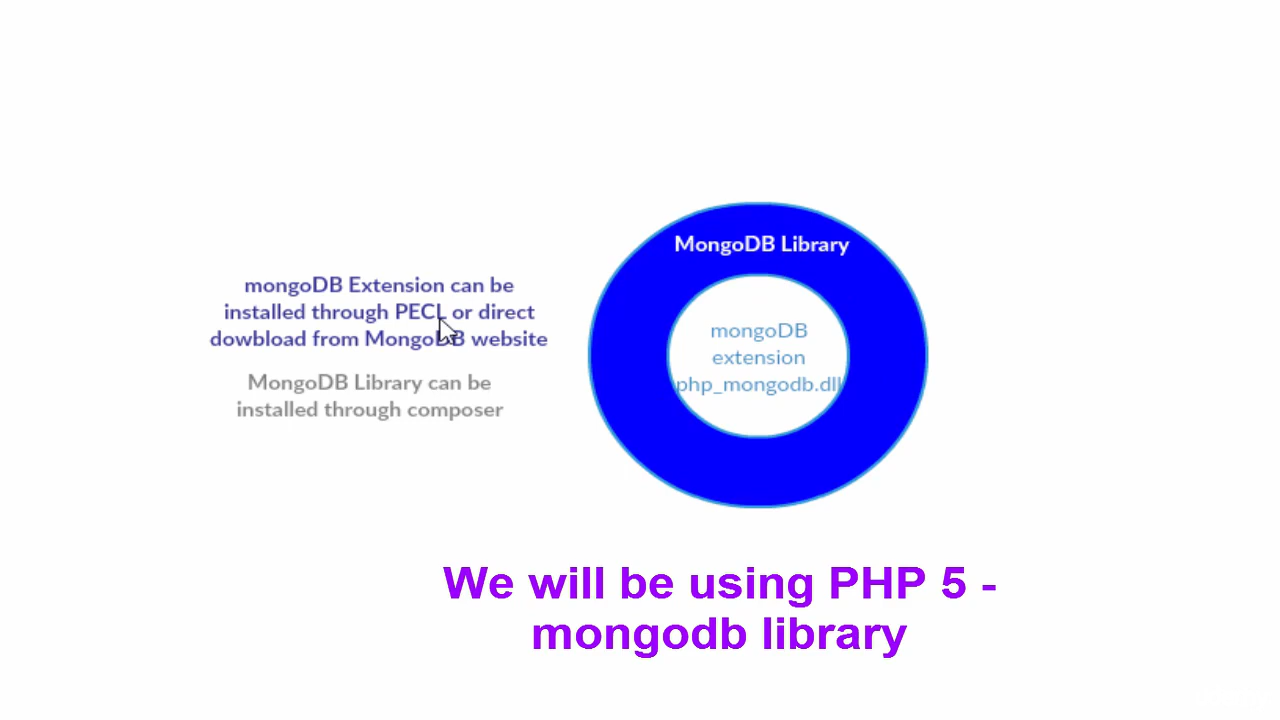 mongoDB Extension can be
installed through PECL or direct
dowbload from MongoDB website
MongoDB Library can be
installed through composer
MongoDB Library
mongoDB
extension
php_mongodb.dll
We will be using PHP 5 -
mongodb library